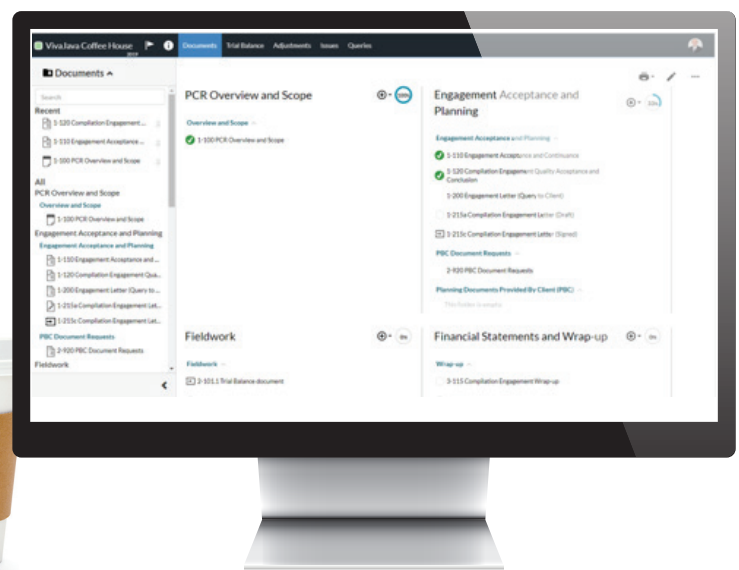 VivaJava Coffee House
2019
Documents Trial Balance Adjustments Issues Queries
Documents
Search
Recent
1-120 Compilation Engagement ...
1-110 Engagement Acceptance ...
1-100 PCR Overview and Scope
All
PCR Overview and Scope
Overview and Scope
1-100 PCR Overview and Scope
Engagement Acceptance and Planning
Engagement Acceptance and Planning
1-110 Engagement Acceptance and ...
1-120 Compilation Engagement Qua...
1-200 Engagement Letter (Query to ...
1-215a Compilation Engagement Let...
1-215c Compilation Engagement Let...
PBC Document Requests
2-920 PBC Document Requests
Fieldwork
PCR Overview and Scope
100%
Overview and Scope
1-100 PCR Overview and Scope
Engagement Acceptance and
Planning
33%
Engagement Acceptance and Planning
1-110 Engagement Acceptance and Continuance
1-120 Compilation Engagement Quality Acceptance and
Conclusion
1-200 Engagement Letter (Query to Client)
1-215a Compilation Engagement Letter (Draft)
1-215c Compilation Engagement Letter (Signed)
PBC Document Requests
2-920 PBC Document Requests
Planning Documents Provided By Client (PBC)
This folder is empty
Fieldwork
0%
Fieldwork
2-101.1 Trial Balance document
Financial Statements and Wrap-up
0%
Wrap-up
3-115 Compilation Engagement Wrap-up